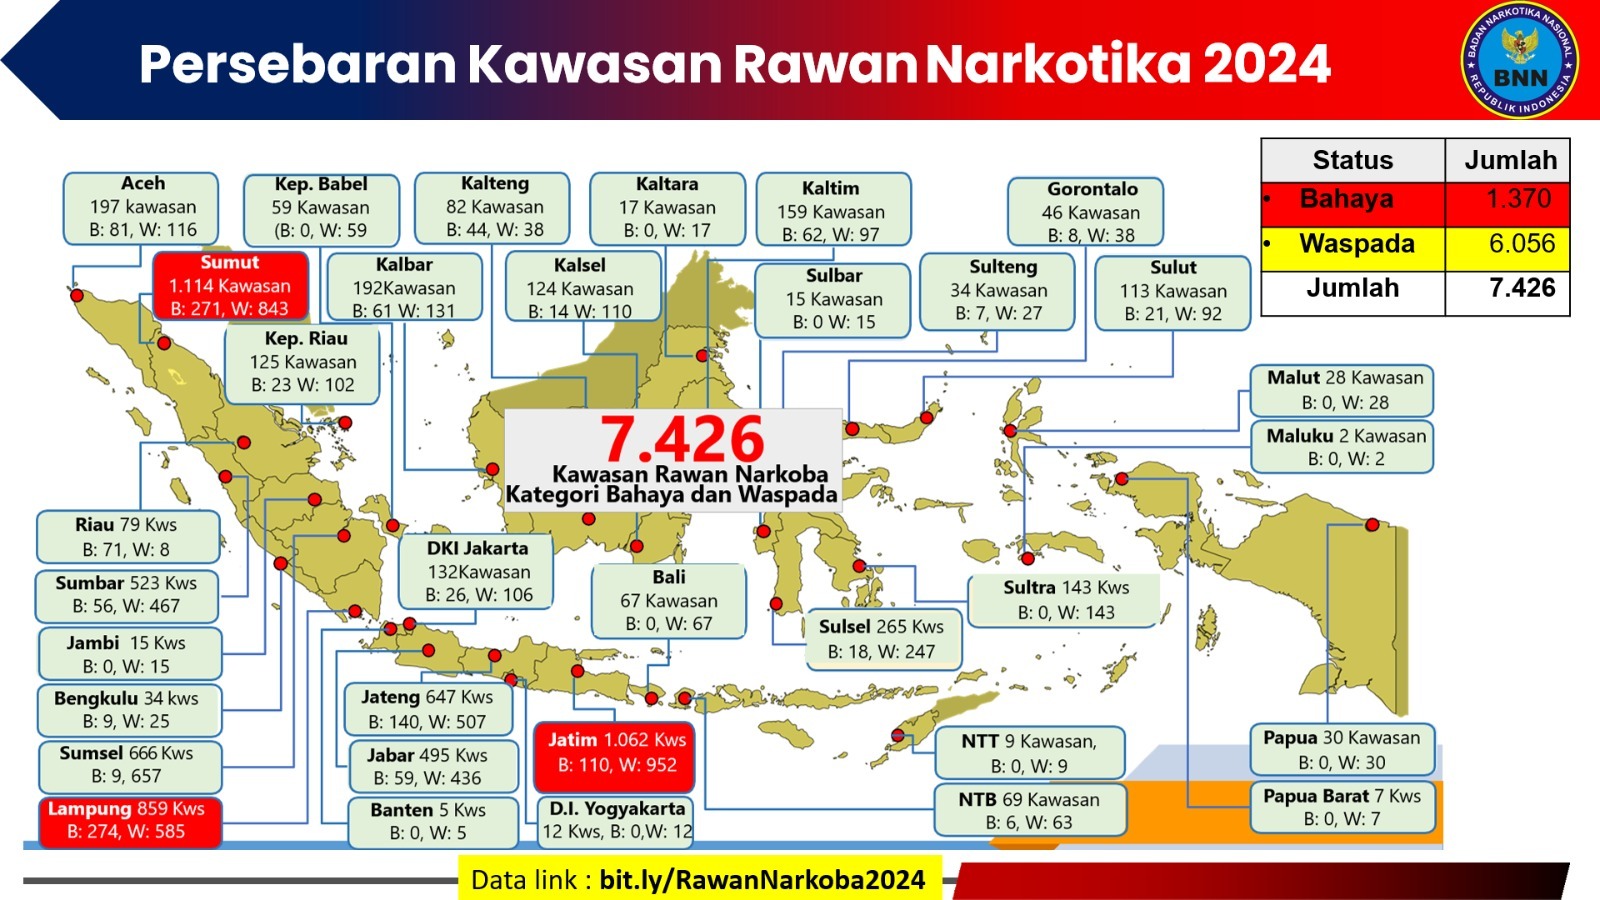 Persebaran Kawasan Rawan Narkotika 2024
BADAN NARKOTIKA NASIONAL
BNN
REPUBLIK INDONESIA
Status Jumlah
• Bahaya 1.370
• Waspada 6.056
Jumlah 7.426
Aceh
197 kawasan
B: 81, W: 116
Kep. Babel
59 Kawasan
(B: 0, W: 59
Kalteng
82 Kawasan
B: 44, W: 38
Kaltara
17 Kawasan
B: 0, W: 17
Kaltim
159 Kawasan
B: 62, W: 97
Gorontalo
46 Kawasan
B: 8, W: 38
Sumut
1.114 Kawasan
B: 271, W: 843
Kalbar
192Kawasan
B: 61 W: 131
Kalsel
124 Kawasan
B: 14 W: 110
Sulbar
15 Kawasan
B: 0 W: 15
Sulteng
34 Kawasan
B: 7, W: 27
Sulut
113 Kawasan
B: 21, W: 92
Kep. Riau
125 Kawasan
B: 23 W: 102
Malut 28 Kawasan
B: 0, W: 28
Maluku 2 Kawasan
B: 0, W: 2
7.426
Kawasan Rawan Narkoba
Kategori Bahaya dan Waspada
Riau 79 Kws
B: 71, W: 8
Sumbar 523 Kws
B: 56, W: 467
Jambi 15 Kws
B: 0, W: 15
Bengkulu 34 kws
B: 9, W: 25
Sumsel 666 Kws
B: 9, 657
Lampung 859 Kws
B: 274, W: 585
DKI Jakarta
132Kawasan
B: 26, W: 106
Bali
67 Kawasan
B: 0, W: 67
Sultra 143 Kws
B: 0, W: 143
Sulsel 265 Kws
B: 18, W: 247
Jateng 647 Kws
B: 140, W: 507
Jabar 495 Kws
B: 59, W: 436
Banten 5 Kws
B: 0, W: 5
Jatim 1.062 Kws
B: 110, W: 952
D.I. Yogyakarta
12 Kws, B: 0,W: 12
NTT 9 Kawasan,
B: 0, W: 9
NTB 69 Kawasan
B: 6, W: 63
Papua 30 Kawasan
B: 0, W: 30
Papua Barat 7 Kws
B: 0, W: 7
Data link : bit.ly/RawanNarkoba2024